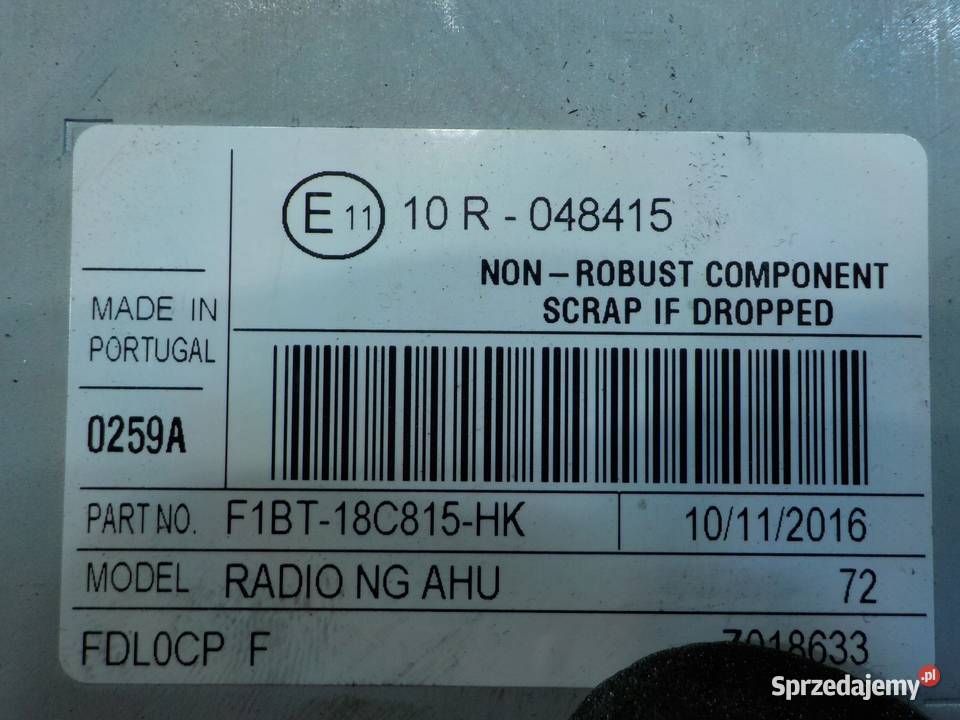 E 11 10 R - 048415
NON-ROBUST COMPONENT
SCRAP IF DROPPED
MADE IN
PORTUGAL
0259A
PART NO. F1BT-18C815-HK 10/11/2016
MODEL RADIO NG AHU 72
FDL0CP F 7018633
Sprzedajemy.pl